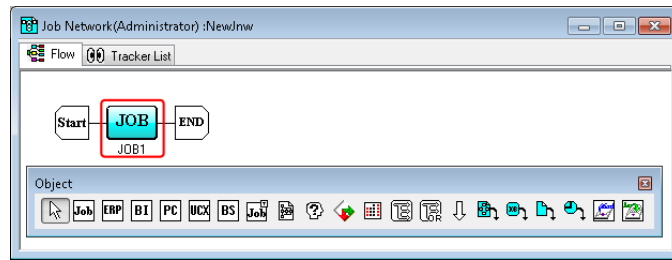 Job Network(Administrator) :NewJnw
Flow Tracker List
Start JOB END
JOB1
Object
Job ERP BI PC UCX BS Job